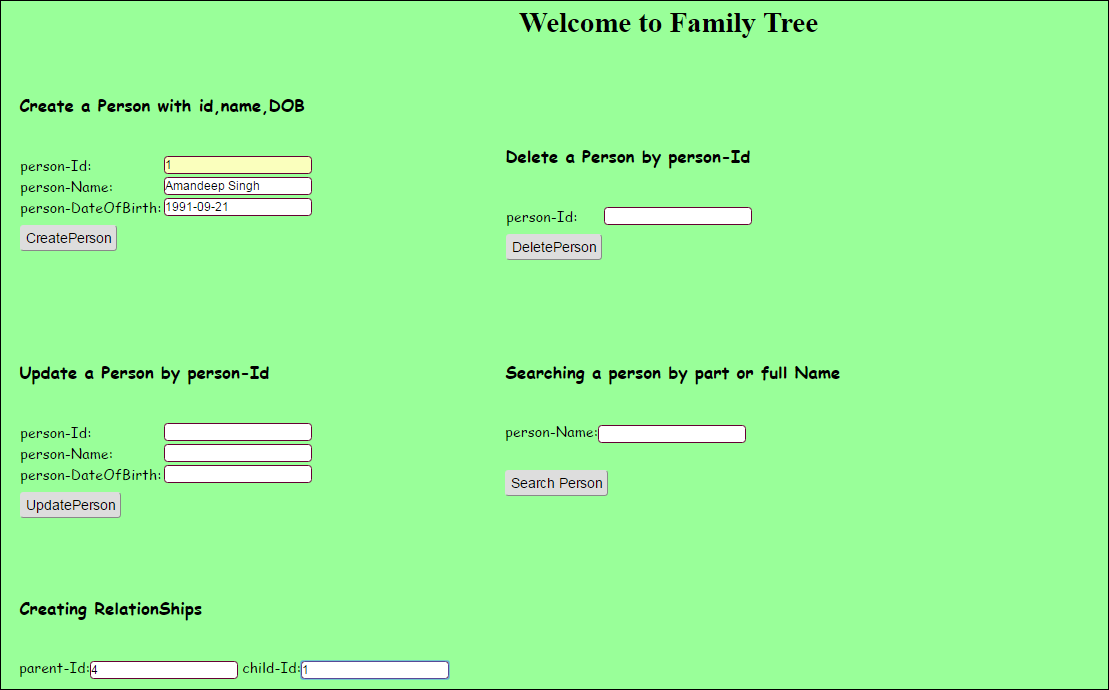 Welcome to Family Tree
Create a Person with id,name,DOB
person-Id: 1
person-Name: Amandeep Singh
person-DateOfBirth: 1991-09-21
CreatePerson
Delete a Person by person-Id
person-Id:
DeletePerson
Update a Person by person-Id
person-Id:
person-Name:
person-DateOfBirth:
UpdatePerson
Searching a person by part or full Name
person-Name:
Search Person
Creating RelationShips
parent-Id: 4 child-Id: 1